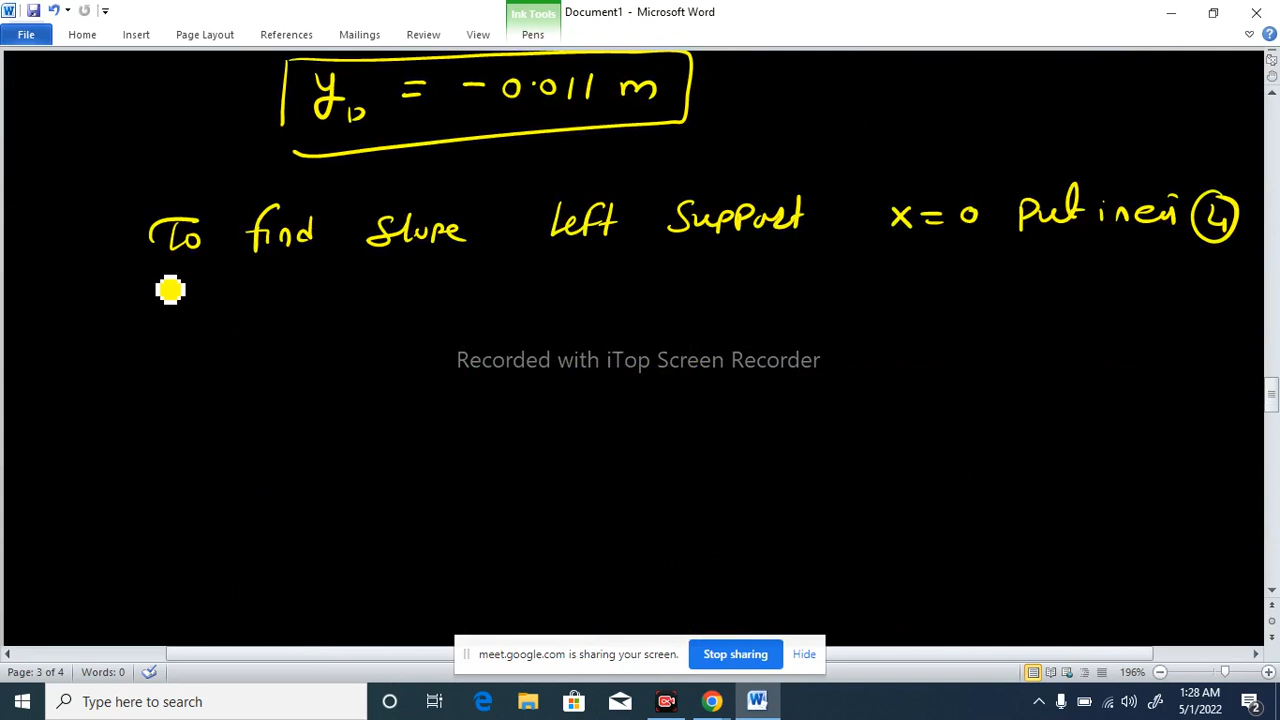 Ink Tools
Document1 - Microsoft Word
File Home Insert Page Layout References Mailings Review View Pens
y_D = -0.011 m
To find Slope Left Support x=0 Put in eqn 4
Recorded with iTop Screen Recorder
meet.google.com is sharing your screen. Stop sharing Hide
Page: 3 of 4 Words: 0 196%
Type here to search
1:28 AM
5/1/2022
2